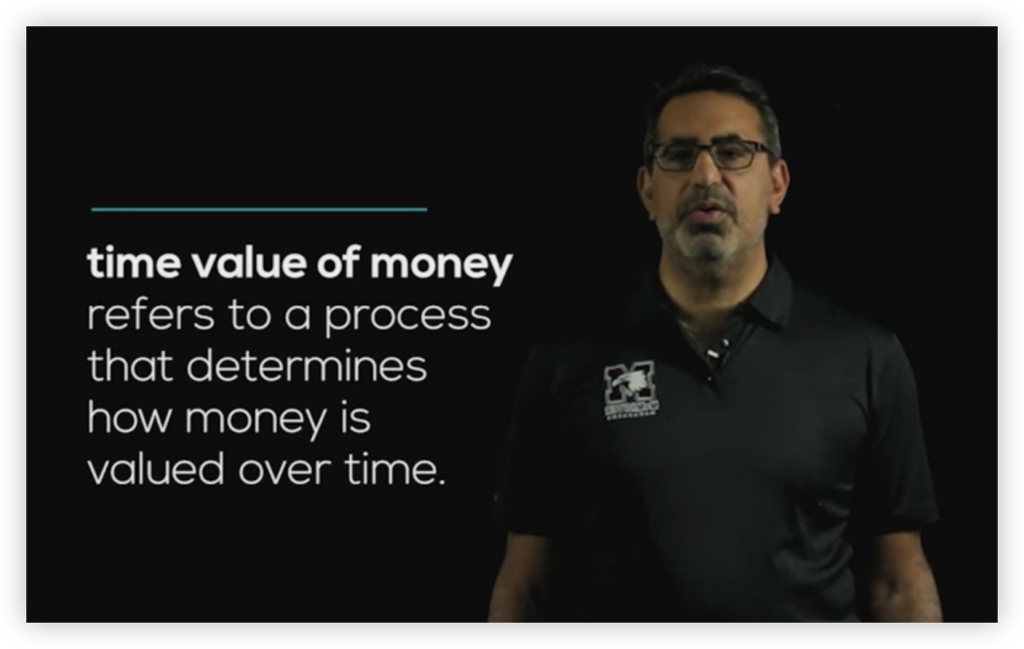 time value of money
refers to a process
that determines
how money is
valued over time.
M